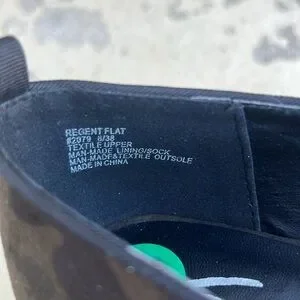 REGENT FLAT
#2979 8/38
TEXTILE UPPER
MAN-MADE LINING/SOCK
MAN-MADE&TEXTILE OUTSOLE
MADE IN CHINA